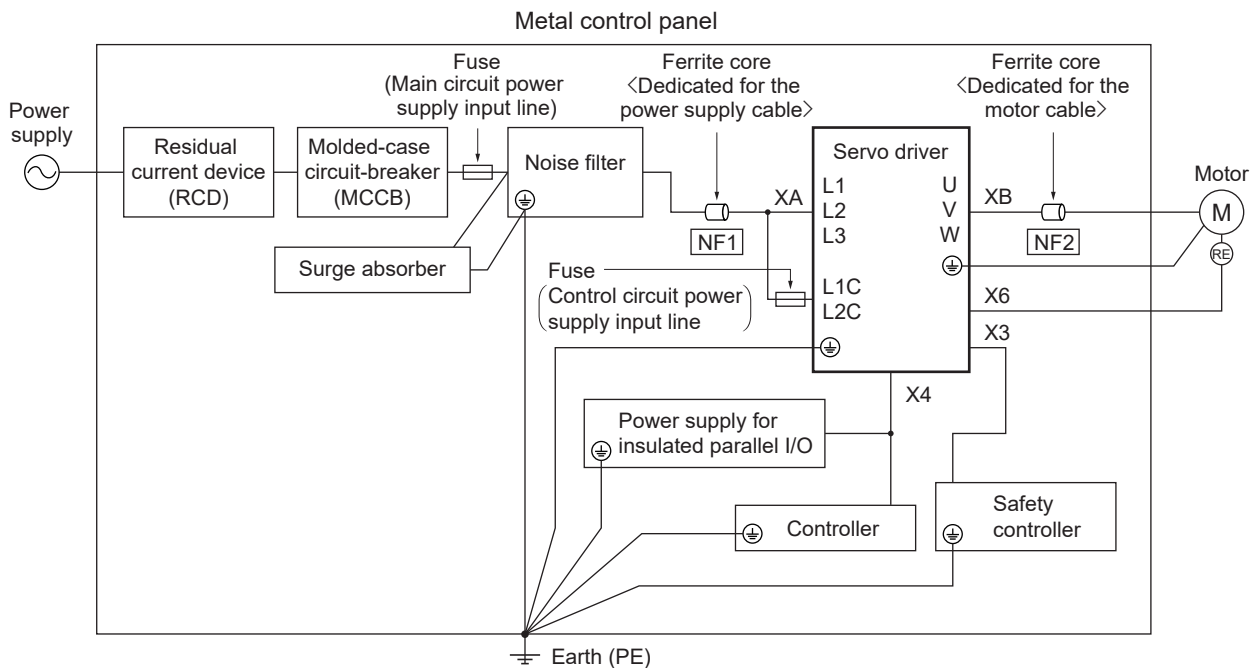 Metal control panel
Power
supply
Residual
current device
(RCD)
Molded-case
circuit-breaker
(MCCB)
Fuse
(Main circuit power
supply input line)
Surge absorber
Noise filter
Ferrite core
<Dedicated for the
power supply cable>
NF1
XA
Fuse
(Control circuit power
supply input line)
Servo driver
L1
L2
L3
L1C
L2C
U
V
W
XB
Ferrite core
<Dedicated for the
motor cable>
NF2
Motor
M
RE
X6
X3
X4
Power supply for
insulated parallel I/O
Controller
Safety
controller
Earth (PE)